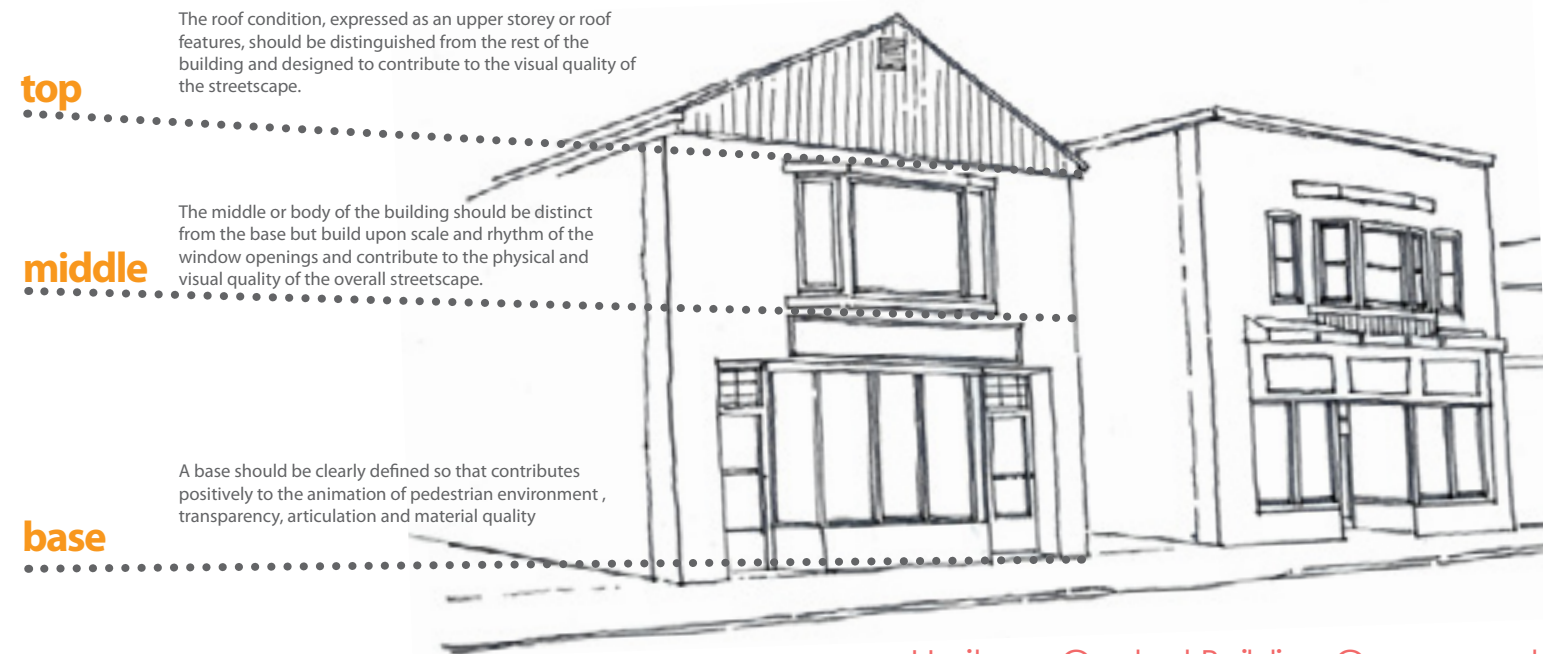 The roof condition, expressed as an upper storey or roof
features, should be distinguished from the rest of the
building and designed to contribute to the visual quality of
the streetscape.
top
The middle or body of the building should be distinct
from the base but build upon scale and rhythm of the
window openings and contribute to the physical and
visual quality of the overall streetscape.
middle
A base should be clearly defined so that contributes
positively to the animation of pedestrian environment ,
transparency, articulation and material quality
base